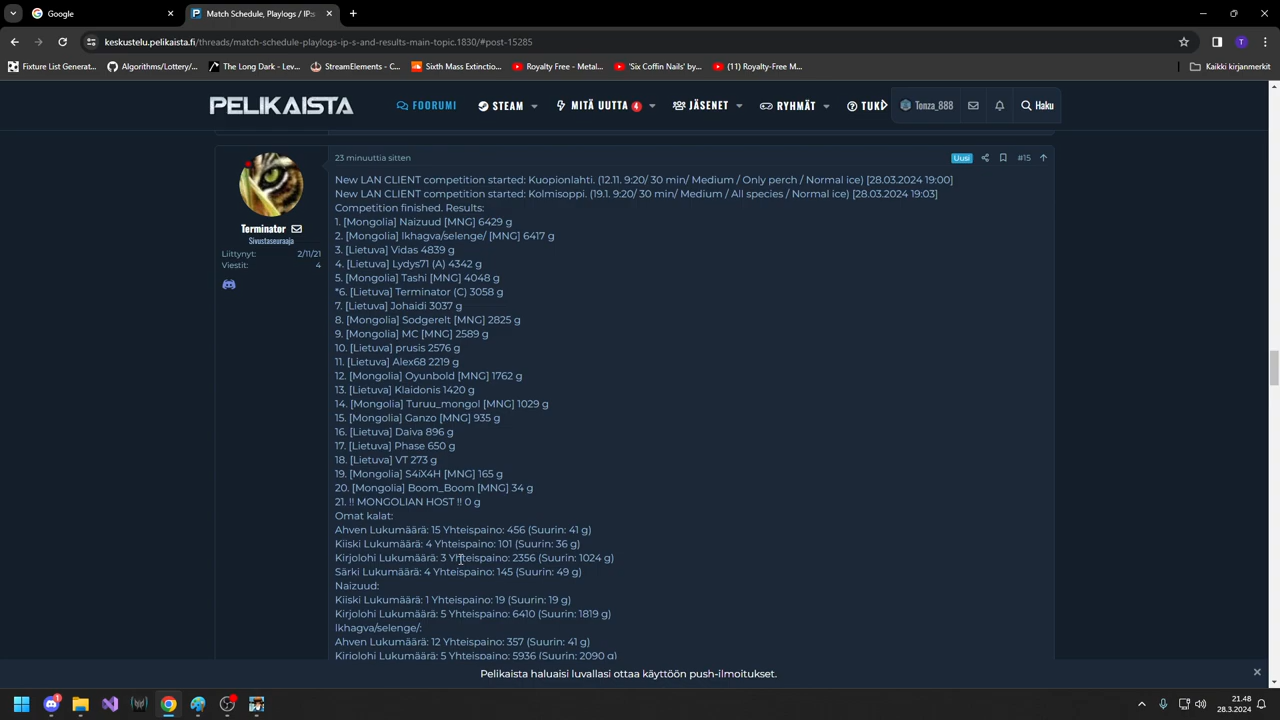 Google
Match Schedule, Playlogs / IP:
keskustelu.pelikaista.fi/threads/match-schedule-playlogs-ip-s-and-results-main-topic.1830/#post-15285
T
Fixture List Generat...
Algorithms/Lottery/...
The Long Dark - Lev...
StreamElements - C...
Sixth Mass Extinctio...
Royalty Free - Metal...
'Six Coffin Nails' by...
(11) Royalty-Free M...
Kaikki kirjanmerkit
PELIKAISTA
FOORUMI
STEAM
MITÄ UUTTA 4
JÄSENET
RYHMÄT
TUKI
Tonza_888
Haku
23 minuuttia sitten
Uusi
#15
Terminator
Sivustaseuraaja
Liittynyt: 2/11/21
Viestit: 4
New LAN CLIENT competition started: Kuopionlahti. (12.11. 9:20/ 30 min/ Medium / Only perch / Normal ice) [28.03.2024 19:00]
New LAN CLIENT competition started: Kolmisoppi. (19.1. 9:20/ 30 min/ Medium / All species / Normal ice) [28.03.2024 19:03]
Competition finished. Results:
1. [Mongolia] Naizuud [MNG] 6429 g
2. [Mongolia] lkhagva/selenge/ [MNG] 6417 g
3. [Lietuva] Vidas 4839 g
4. [Lietuva] Lydys71 (A) 4342 g
5. [Mongolia] Tashi [MNG] 4048 g
*6. [Lietuva] Terminator (C) 3058 g
7. [Lietuva] Johaidi 3037 g
8. [Mongolia] Sodgerelt [MNG] 2825 g
9. [Mongolia] MC [MNG] 2589 g
10. [Lietuva] prusis 2576 g
11. [Lietuva] Alex68 2219 g
12. [Mongolia] Oyunbold [MNG] 1762 g
13. [Lietuva] Klaidonis 1420 g
14. [Mongolia] Turuu_mongol [MNG] 1029 g
15. [Mongolia] Ganzo [MNG] 935 g
16. [Lietuva] Daiva 896 g
17. [Lietuva] Phase 650 g
18. [Lietuva] VT 273 g
19. [Mongolia] S4iX4H [MNG] 165 g
20. [Mongolia] Boom_Boom [MNG] 34 g
21. !! MONGOLIAN HOST !! 0 g
Omat kalat:
Ahven Lukumäärä: 15 Yhteispaino: 456 (Suurin: 41 g)
Kiiski Lukumäärä: 4 Yhteispaino: 101 (Suurin: 36 g)
Kirjolohi Lukumäärä: 3 Yhteispaino: 2356 (Suurin: 1024 g)
Särki Lukumäärä: 4 Yhteispaino: 145 (Suurin: 49 g)
Naizuud:
Kiiski Lukumäärä: 1 Yhteispaino: 19 (Suurin: 19 g)
Kirjolohi Lukumäärä: 5 Yhteispaino: 6410 (Suurin: 1819 g)
lkhagva/selenge/:
Ahven Lukumäärä: 12 Yhteispaino: 357 (Suurin: 41 g)
Kirjolohi Lukumäärä: 5 Yhteispaino: 5936 (Suurin: 2090 g)
Pelikaista haluaisi luvallasi ottaa käyttöön push-ilmoitukset.
21.48
28.3.2024